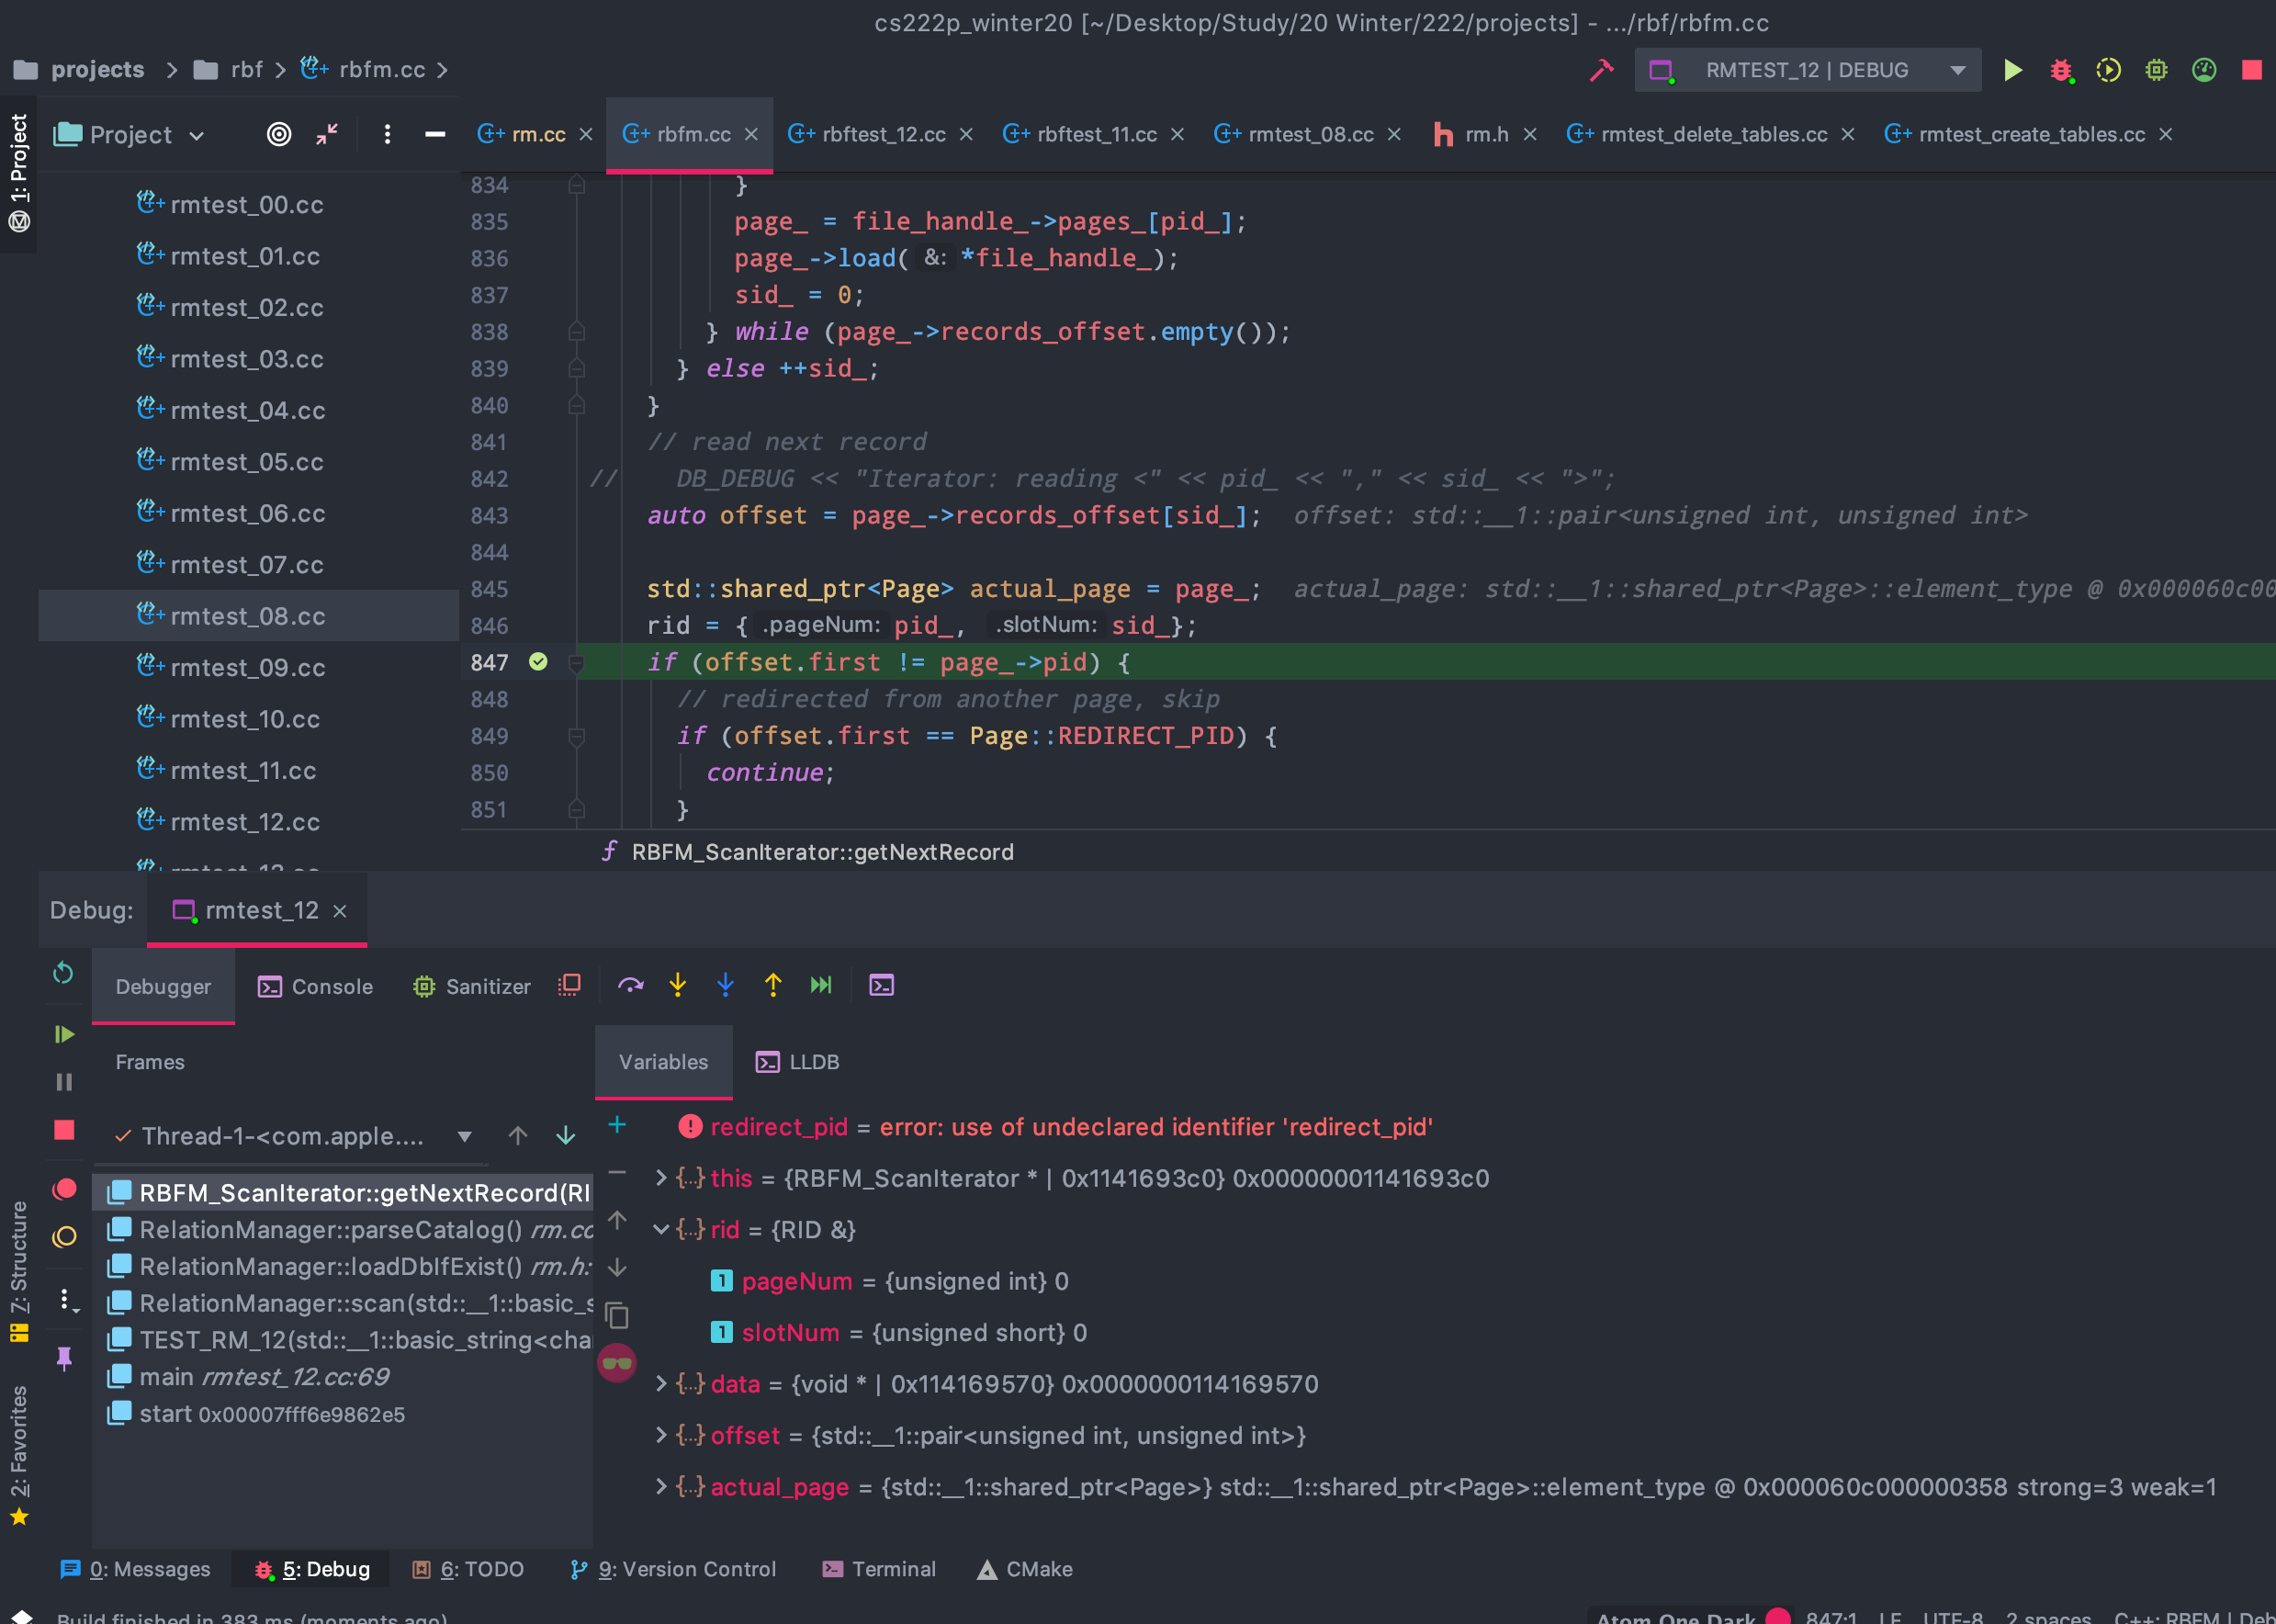 cs222p_winter20 [~/Desktop/Study/20 Winter/222/projects] - .../rbf/rbfm.cc
projects rbf rbfm.cc
RMTEST_12 | DEBUG
1: Project
Project
rm.cc rbfm.cc rbftest_12.cc rbftest_11.cc rmtest_08.cc rm.h rmtest_delete_tables.cc rmtest_create_tables.cc
rmtest_00.cc
rmtest_01.cc
rmtest_02.cc
rmtest_03.cc
rmtest_04.cc
rmtest_05.cc
rmtest_06.cc
rmtest_07.cc
rmtest_08.cc
rmtest_09.cc
rmtest_10.cc
rmtest_11.cc
rmtest_12.cc
834 }
835 page_ = file_handle_->pages_[pid_];
836 page_->load( &: *file_handle_);
837 sid_ = 0;
838 } while (page_->records_offset.empty());
839 } else ++sid_;
840 }
841 // read next record
842 // DB_DEBUG << "Iterator: reading <" << pid_ << "," << sid_ << ">";
843 auto offset = page_->records_offset[sid_]; offset: std::__1::pair<unsigned int, unsigned int>
844
845 std::shared_ptr<Page> actual_page = page_; actual_page: std::__1::shared_ptr<Page>::element_type @ 0x000060c00
846 rid = { .pageNum: pid_, .slotNum: sid_};
847 if (offset.first != page_->pid) {
848 // redirected from another page, skip
849 if (offset.first == Page::REDIRECT_PID) {
850 continue;
851 }
RBFM_ScanIterator::getNextRecord
Debug: rmtest_12
Debugger Console Sanitizer
Frames
Thread-1-<com.apple....
RBFM_ScanIterator::getNextRecord(RI
RelationManager::parseCatalog() rm.cc
RelationManager::loadDbIfExist() rm.h:
RelationManager::scan(std::__1::basic_s
TEST_RM_12(std::__1::basic_string<cha
main rmtest_12.cc:69
start 0x00007fff6e9862e5
Variables LLDB
redirect_pid = error: use of undeclared identifier 'redirect_pid'
this = {RBFM_ScanIterator * | 0x1141693c0} 0x00000001141693c0
rid = {RID &}
pageNum = {unsigned int} 0
slotNum = {unsigned short} 0
data = {void * | 0x114169570} 0x0000000114169570
offset = {std::__1::pair<unsigned int, unsigned int>}
actual_page = {std::__1::shared_ptr<Page>} std::__1::shared_ptr<Page>::element_type @ 0x000060c000000358 strong=3 weak=1
7: Structure
2: Favorites
0: Messages 5: Debug 6: TODO 9: Version Control Terminal CMake
Build finished in 383 ms (moments ago)
Atom One Dark 847:1 LF UTF-8 2 spaces C++: RBFM | Deb